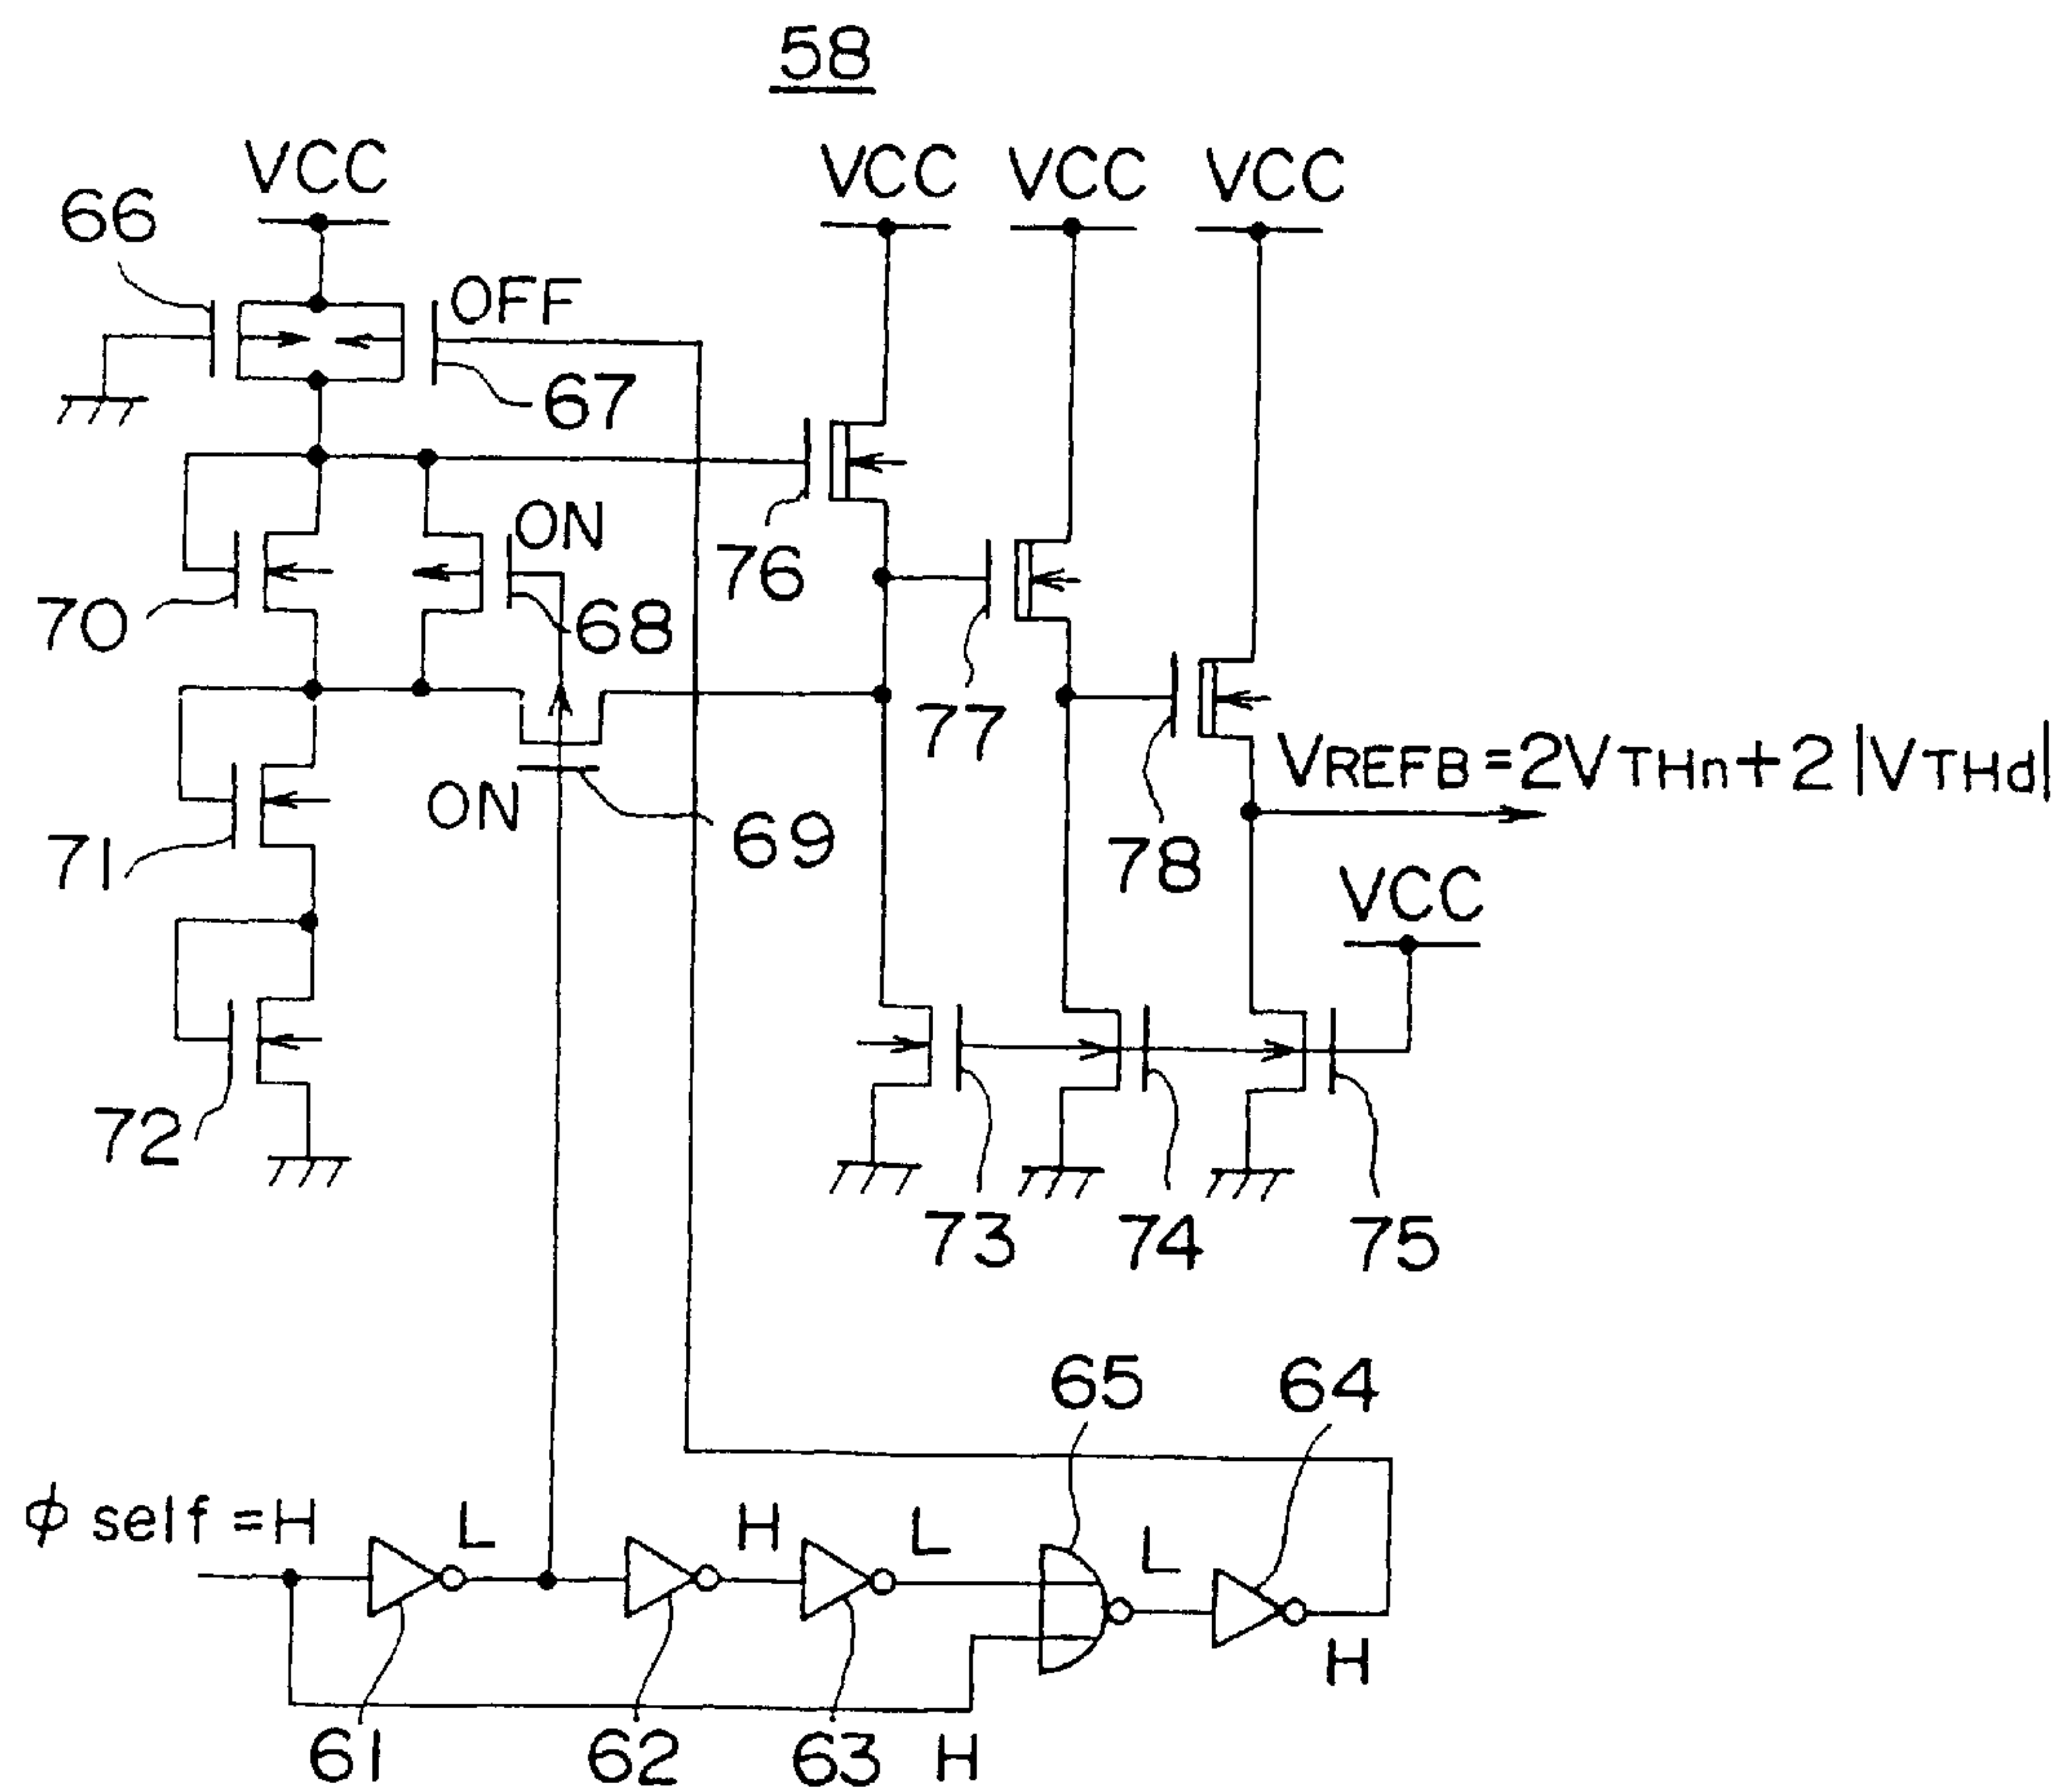 58
VCC
VCC
VCC
VCC
66
OFF
67
ON
76
70
68
77
VREFB=2VTHn+2|VTHd|
ON
69
71
78
VCC
72
73
74
75
65
64
φ self=H
L
H
L
L
H
61
62
63
H